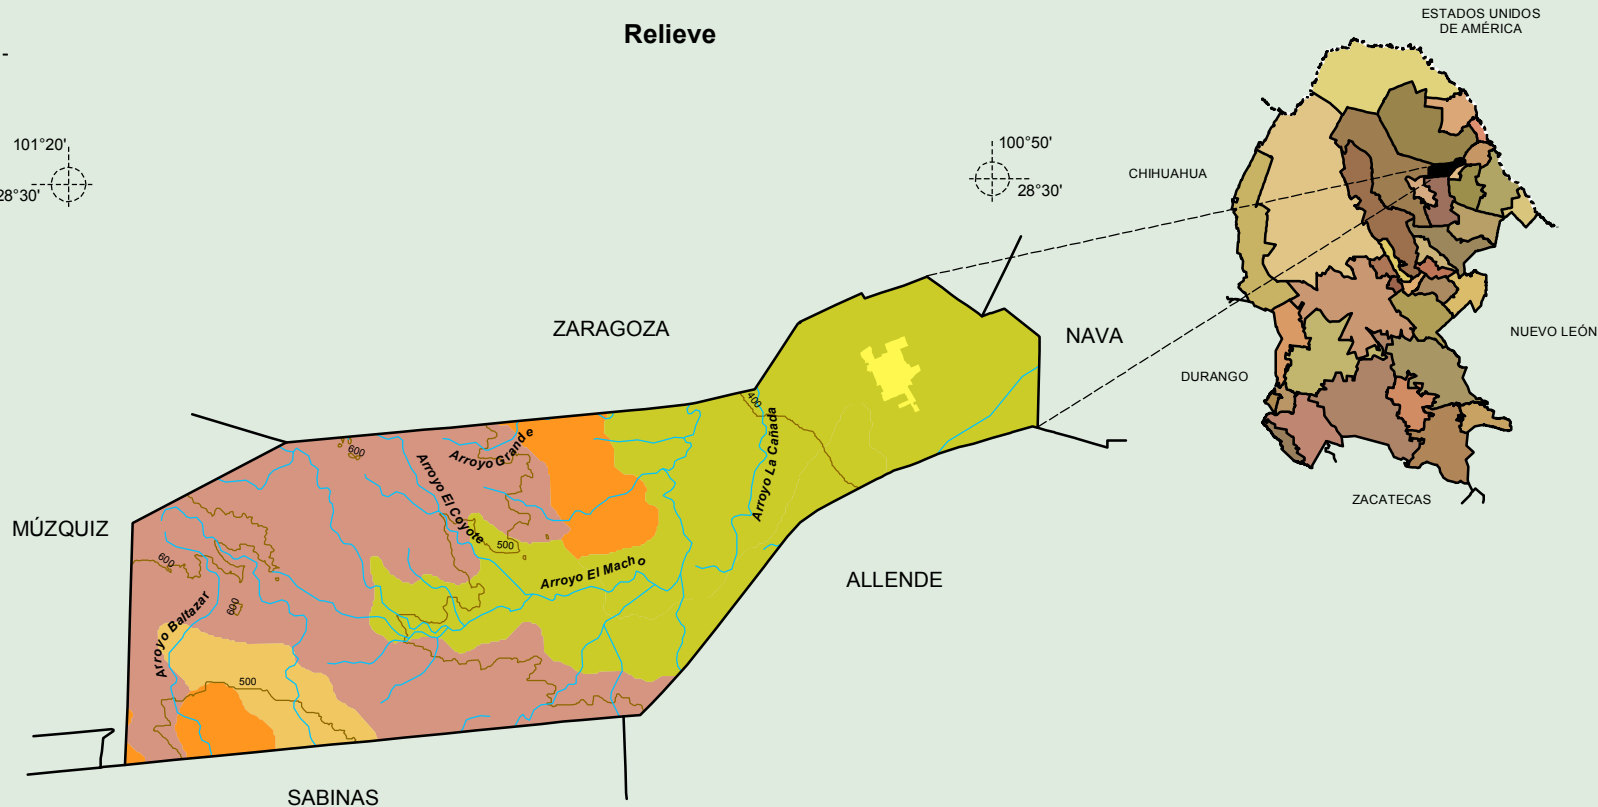 Relieve
ESTADOS UNIDOS
DE AMÉRICA
101°20'
28°30'
100°50'
28°30'
CHIHUAHUA
ZARAGOZA
NAVA
NUEVO LEÓN
DURANGO
400
Arroyo La Cañada
Arroyo Grande
600
Arroyo El Coyote
ZACATECAS
MÚZQUIZ
500
600
Arroyo El Macho
ALLENDE
600
Arroyo Baltazar
500
SABINAS